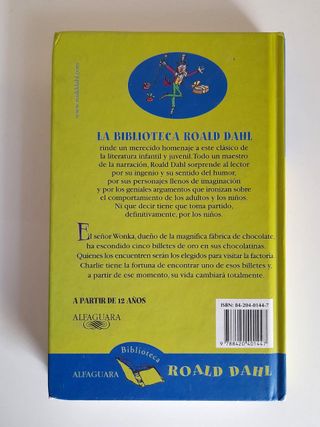 www.roalddahl.com
LA BIBLIOTECA ROALD DAHL
rinde un merecido homenaje a este clásico de
la literatura infantil y juvenil. Todo un maestro
de la narración, Roald Dahl sorprende al lector
por su ingenio y su sentido del humor,
por sus personajes llenos de imaginación
y por los geniales argumentos que ironizan sobre
el comportamiento de los adultos y los niños.
Ni que decir tiene que toma partido,
definitivamente, por los niños.
El señor Wonka, dueño de la magnífica fábrica de chocolate,
ha escondido cinco billetes de oro en sus chocolatinas.
Quienes los encuentren serán los elegidos para visitar la factoría.
Charlie tiene la fortuna de encontrar uno de esos billetes y,
a partir de ese momento, su vida cambiará totalmente.
A PARTIR DE 12 AÑOS
ALFAGUARA
ISBN: 84-204-0144-7
9 788420 401447
Biblioteca
ALFAGUARA
ROALD DAHL